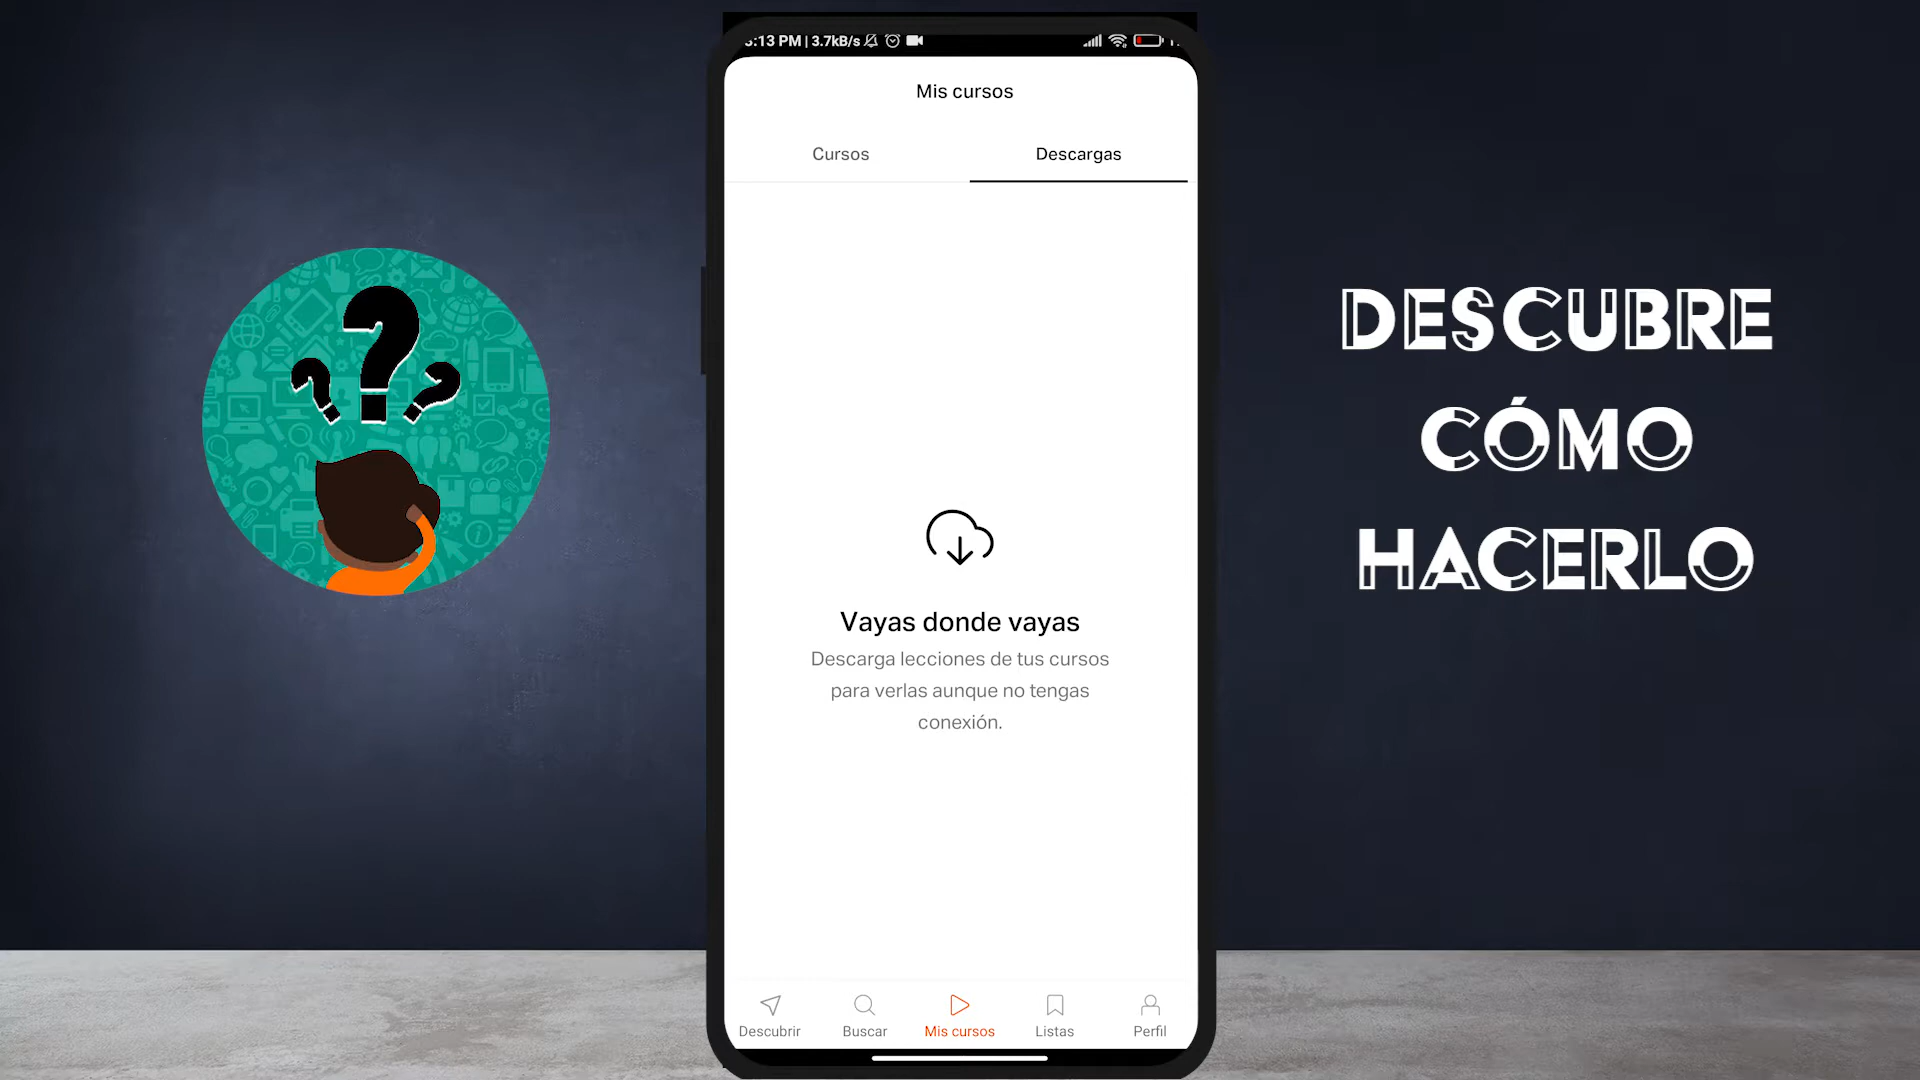 :13 PM | 3.7kB/s
Mis cursos
Cursos
Descargas
Vayas donde vayas
Descarga lecciones de tus cursos
para verlas aunque no tengas
conexión.
Descubrir
Buscar
Mis cursos
Listas
Perfil
DESCUBRE
CÓMO
HACERLO